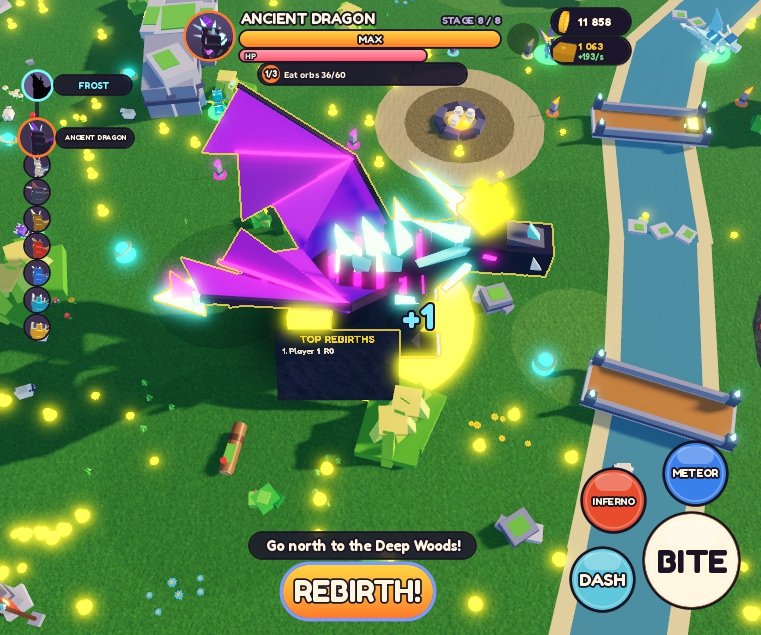 ANCIENT DRAGON
STAGE 8 / 8
MAX
HP
1/3 Eat orbs 36/60
11 858
1 063
+193/s
FROST
ANCIENT DRAGON
+1
TOP REBIRTHS
1. Player 1 R0
METEOR
INFERNO
BITE
DASH
Go north to the Deep Woods!
REBIRTH!